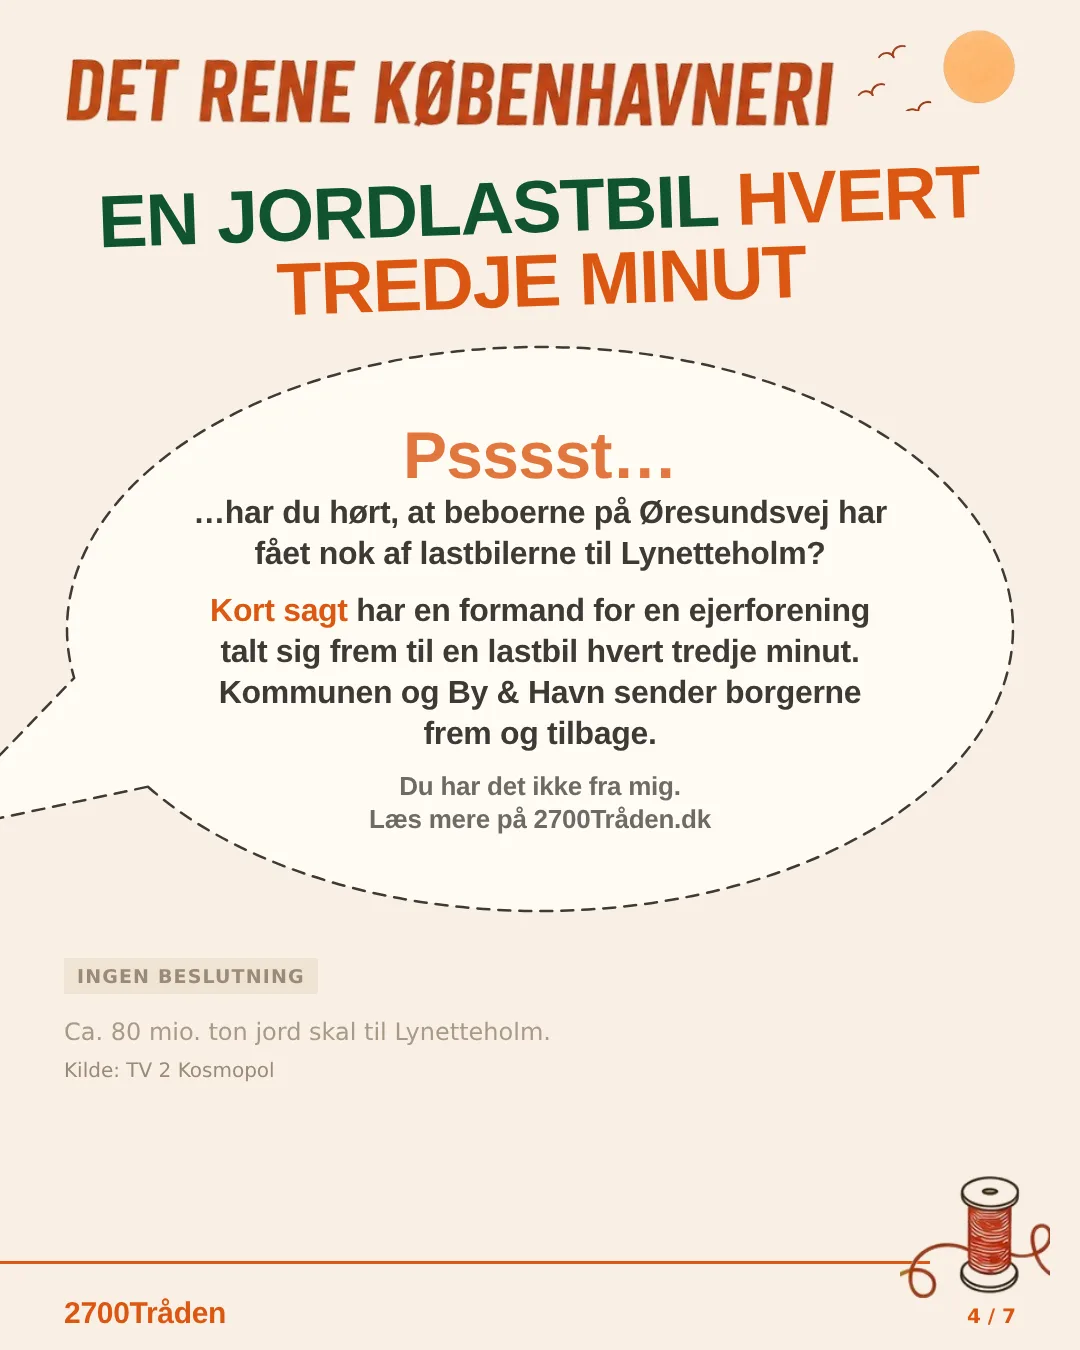 DET RENE KØBENHAVNERI
EN JORDLASTBIL HVERT
TREDJE MINUT
Psssst...
...har du hørt, at beboerne på Øresundsvej har
fået nok af lastbilerne til Lynetteholm?
Kort sagt har en formand for en ejerforening
talt sig frem til en lastbil hvert tredje minut.
Kommunen og By & Havn sender borgerne
frem og tilbage.
Du har det ikke fra mig.
Læs mere på 2700Tråden.dk
INGEN BESLUTNING
Ca. 80 mio. ton jord skal til Lynetteholm.
Kilde: TV 2 Kosmopol
2700Tråden
4 / 7